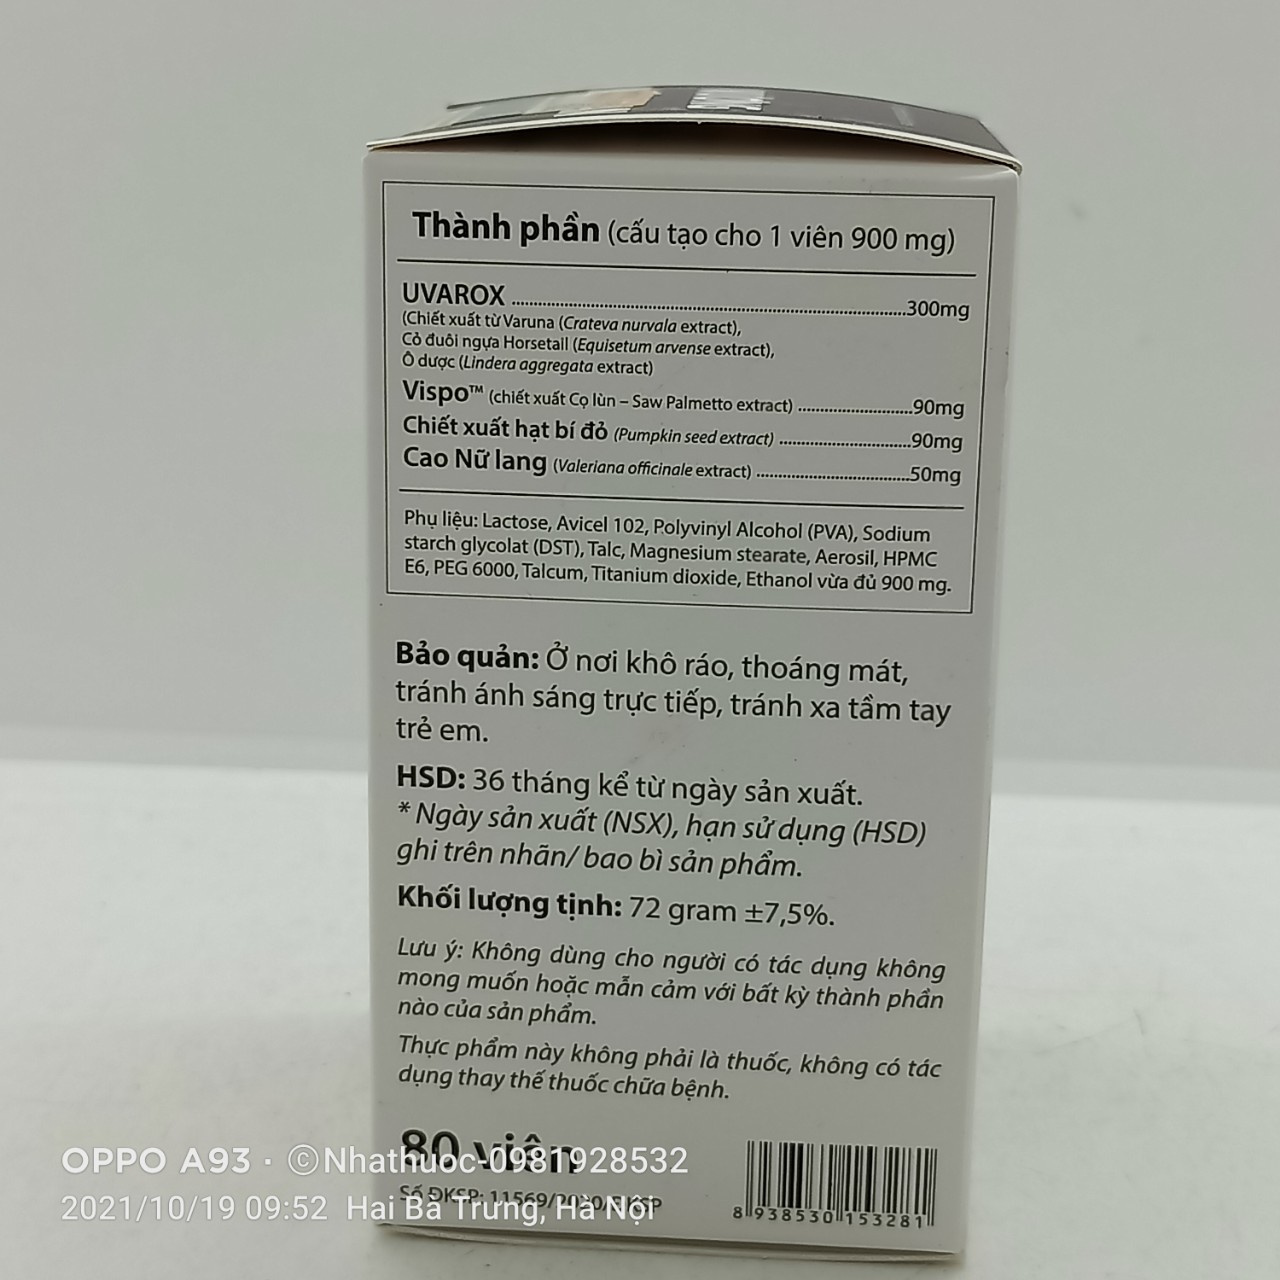 Thành phần (cấu tạo cho 1 viên 900 mg)
UVAROX ..........300mg
(Chiết xuất từ Varuna (Crateva nurvala extract),
Cỏ đuôi ngựa Horsetall (Equisetum arvense extract),
Ô dược (Lindera aggregata extract)
Vispo™ (chiết xuất Cọ lùn – Saw Palmetto extract) ..........90mg
Chiết xuất hạt bí đỏ (Pumpkin seed extract) ..........90mg
Cao Nữ lang (Valeriana officinale extract) ..........50mg
Phụ liệu: Lactose, Avicel 102, Polyvinyl Alcohol (PVA), Sodium
starch glycolat (DST), Talc, Magnesium stearate, Aerosil, HPMC
E6, PEG 6000, Talcum, Titanium dioxide, Ethanol vừa đủ 900 mg.
Bảo quản: Ở nơi khô ráo, thoáng mát,
tránh ánh sáng trực tiếp, tránh xa tầm tay
trẻ em.
HSD: 36 tháng kể từ ngày sản xuất.
* Ngày sản xuất (NSX), hạn sử dụng (HSD)
ghi trên nhãn/ bao bì sản phẩm.
Khối lượng tịnh: 72 gram ±7,5%.
Lưu ý: Không dùng cho người có tác dụng không
mong muốn hoặc mẫn cảm với bất kỳ thành phần
nào của sản phẩm.
Thực phẩm này không phải là thuốc, không có tác
dụng thay thế thuốc chữa bệnh.
80 viên
Số ĐKSP: 11569/2020/ĐKSP
8 938530 153281
OPPO A93 · ©Nhathuoc-0981928532
2021/10/19 09:52 Hai Bà Trưng, Hà Nội